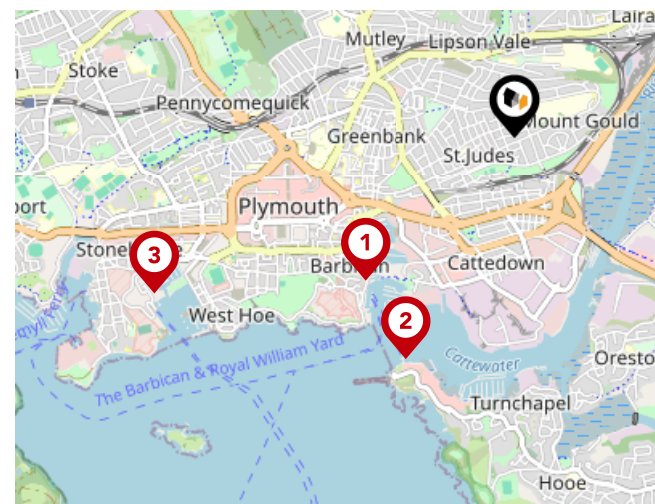 Laira
Mutley
Lipson Vale
Stoke
Pennycomequick
Mount Gould
Greenbank
St.Judes
port
Plymouth
1
3
Barbican
Cattedown
2
West Hoe
The Barbican & Royal William Yard
Cattewater
Oresto
Turnchapel
Hooe